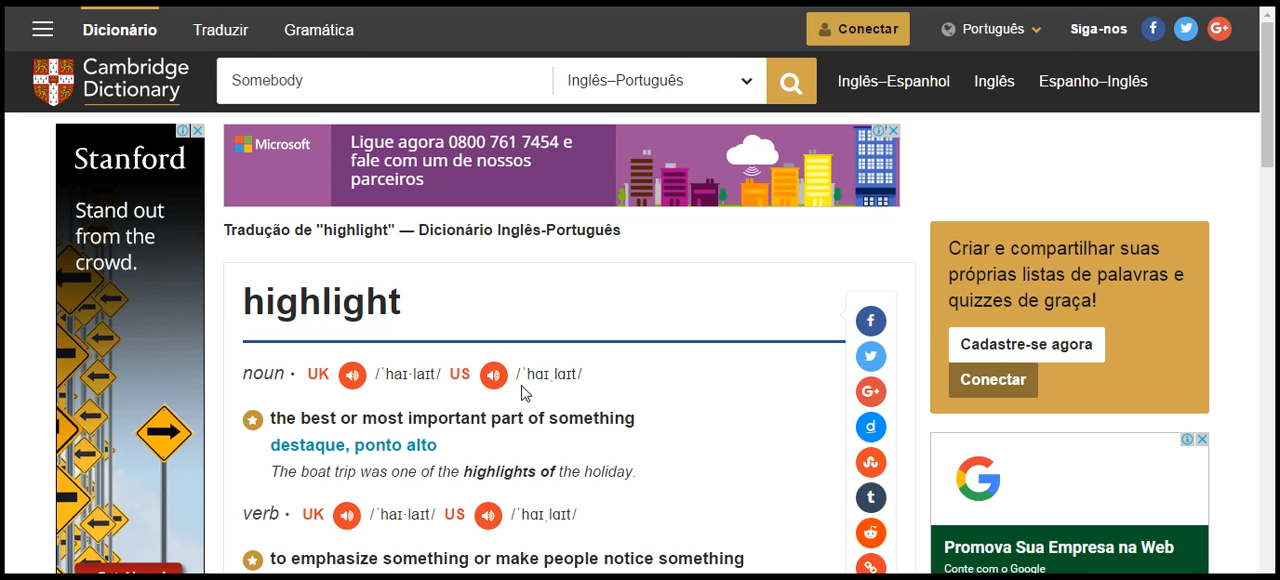 Dicionário Traduzir Gramática Conectar Português Siga-nos
Cambridge
Dictionary
Somebody Inglês–Português Inglês–Espanhol Inglês Espanho–Inglês
Stanford
Stand out
from the
crowd.
Microsoft
Ligue agora 0800 761 7454 e
fale com um de nossos
parceiros
Tradução de "highlight" — Dicionário Inglês-Português
highlight
noun · UK /ˈhaɪ·laɪt/ US /ˈhɑɪˌlɑɪt/
the best or most important part of something
destaque, ponto alto
The boat trip was one of the highlights of the holiday.
verb · UK /ˈhaɪ·laɪt/ US /ˈhɑɪˌlɑɪt/
to emphasize something or make people notice something
Criar e compartilhar suas
próprias listas de palavras e
quizzes de graça!
Cadastre-se agora
Conectar
Promova Sua Empresa na Web
Conte com o Google